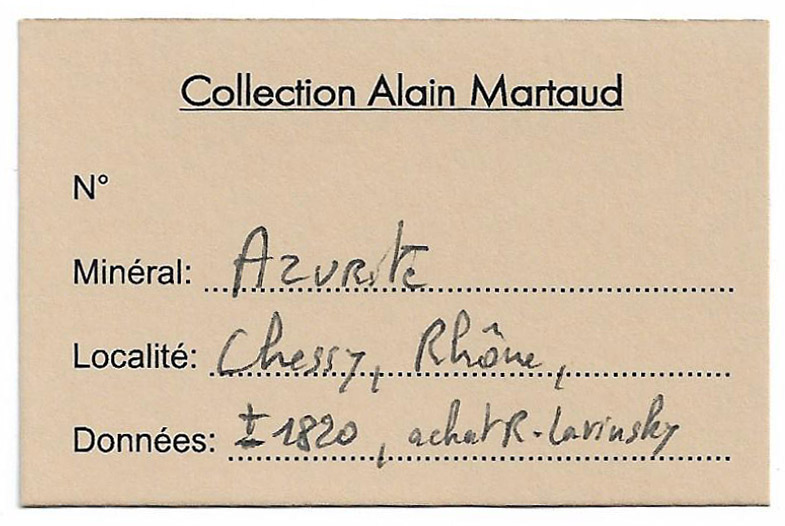 Collection Alain Martaud
N°
Minéral: Azurite
Localité: Chessy, Rhône,
Données: ± 1820, achat R. Lavinsky